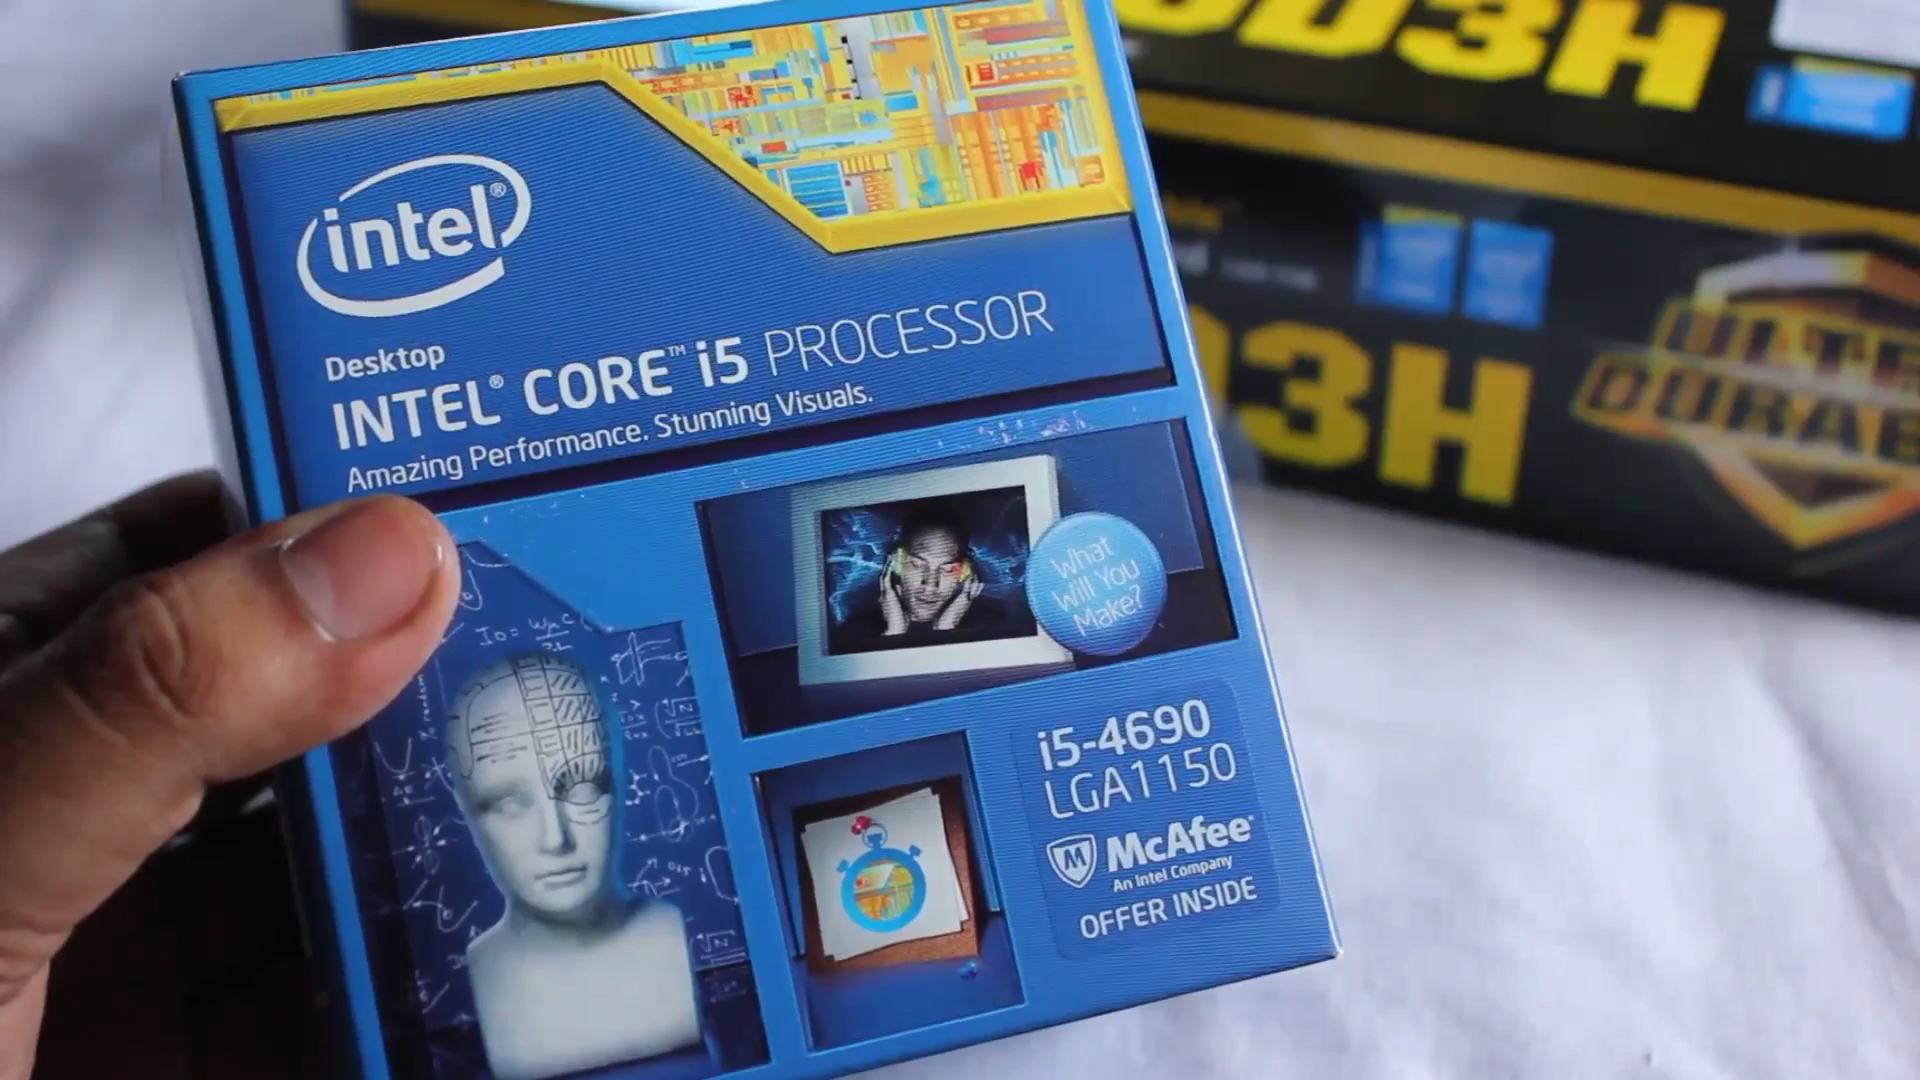 intel®
Desktop
INTEL® CORE™ i5 PROCESSOR
Amazing Performance. Stunning Visuals.
What
Will You
Make?
i5-4690
LGA1150
McAfee
An Intel Company
OFFER INSIDE
D3H
D3H